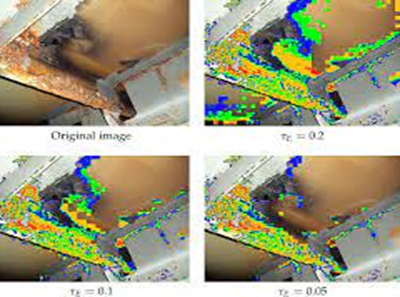 Original image
τ_E = 0.2
τ_E = 0.1
τ_E = 0.05